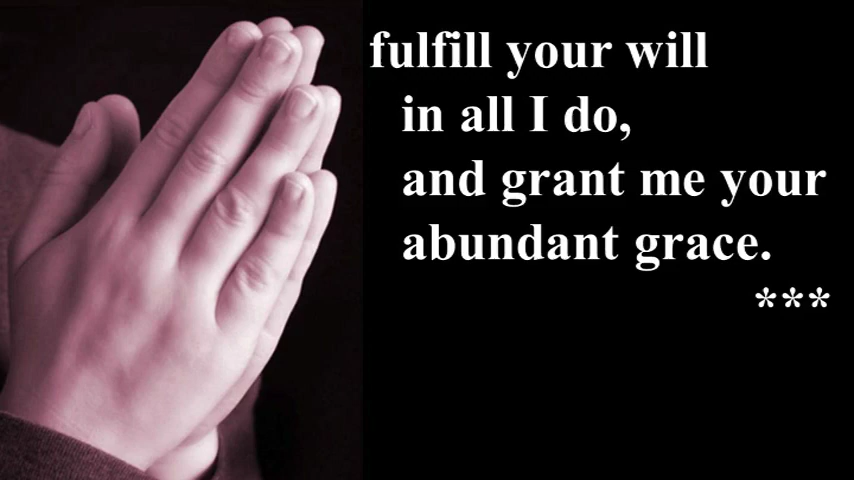 fulfill your will
in all I do,
and grant me your
abundant grace.
***